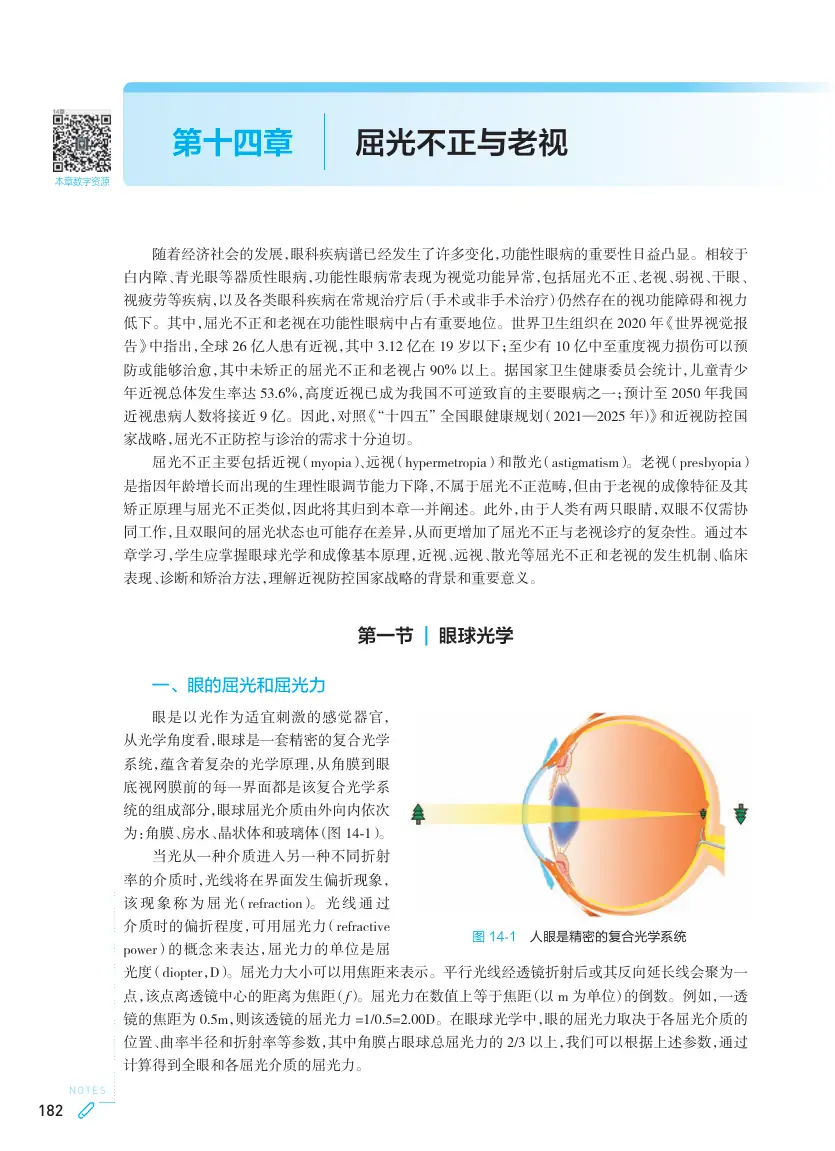 14章
本章数字资源
第十四章
屈光不正与老视
随着经济社会的发展,眼科疾病谱已经发生了许多变化,功能性眼病的重要性日益凸显。相较于
白内障、青光眼等器质性眼病,功能性眼病常表现为视觉功能异常,包括屈光不正、老视、弱视、干眼、
视疲劳等疾病,以及各类眼科疾病在常规治疗后(手术或非手术治疗)仍然存在的视功能障碍和视力
低下。其中,屈光不正和老视在功能性眼病中占有重要地位。世界卫生组织在 2020 年《世界视觉报
告》中指出,全球 26 亿人患有近视,其中 3.12 亿在 19 岁以下;至少有 10 亿中至重度视力损伤可以预
防或能够治愈,其中未矫正的屈光不正和老视占 90% 以上。据国家卫生健康委员会统计,儿童青少
年近视总体发生率达 53.6%,高度近视已成为我国不可逆致盲的主要眼病之一;预计至 2050 年我国
近视患病人数将接近 9 亿。因此,对照《“十四五”全国眼健康规划(2021—2025 年)》和近视防控国
家战略,屈光不正防控与诊治的需求十分迫切。
屈光不正主要包括近视(myopia)、远视(hypermetropia)和散光(astigmatism)。老视(presbyopia)
是指因年龄增长而出现的生理性眼调节能力下降,不属于屈光不正范畴,但由于老视的成像特征及其
矫正原理与屈光不正类似,因此将其归到本章一并阐述。此外,由于人类有两只眼睛,双眼不仅需协
同工作,且双眼间的屈光状态也可能存在差异,从而更增加了屈光不正与老视诊疗的复杂性。通过本
章学习,学生应掌握眼球光学和成像基本原理,近视、远视、散光等屈光不正和老视的发生机制、临床
表现、诊断和矫治方法,理解近视防控国家战略的背景和重要意义。
第一节 | 眼球光学
一、眼的屈光和屈光力
眼是以光作为适宜刺激的感觉器官,
从光学角度看,眼球是一套精密的复合光学
系统,蕴含着复杂的光学原理,从角膜到眼
底视网膜前的每一界面都是该复合光学系
统的组成部分,眼球屈光介质由外向内依次
为:角膜、房水、晶状体和玻璃体(图 14-1)。
当光从一种介质进入另一种不同折射
率的介质时,光线将在界面发生偏折现象,
该现象称为屈光(refraction)。光线通过
介质时的偏折程度,可用屈光力(refractive
power)的概念来表达,屈光力的单位是屈
光度(diopter,D)。屈光力大小可以用焦距来表示。平行光线经透镜折射后或其反向延长线会聚为一
点,该点离透镜中心的距离为焦距(f)。屈光力在数值上等于焦距(以 m 为单位)的倒数。例如,一透
镜的焦距为 0.5m,则该透镜的屈光力 =1/0.5=2.00D。在眼球光学中,眼的屈光力取决于各屈光介质的
位置、曲率半径和折射率等参数,其中角膜占眼球总屈光力的 2/3 以上,我们可以根据上述参数,通过
计算得到全眼和各屈光介质的屈光力。
图 14-1 人眼是精密的复合光学系统
NOTES
182